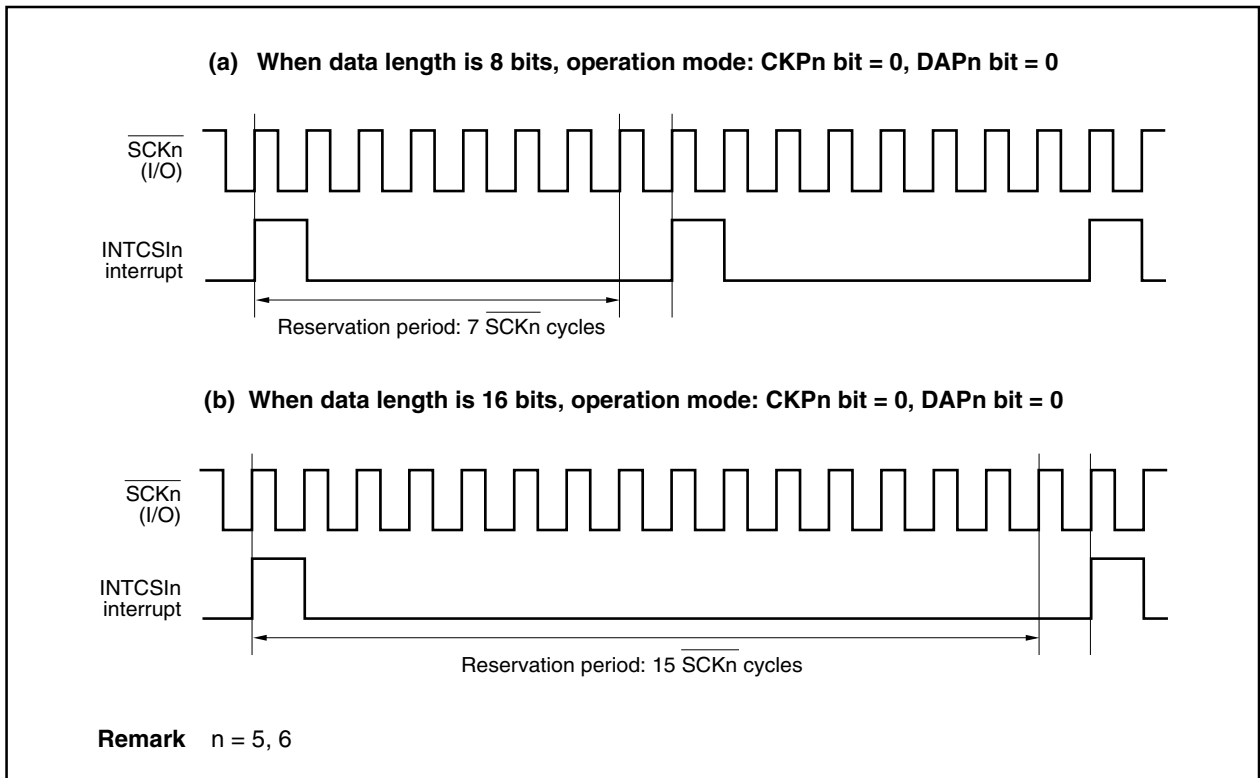 (a) When data length is 8 bits, operation mode: CKPn bit = 0, DAPn bit = 0
SCKn
(I/O)
INTCSIn
interrupt
Reservation period: 7 SCKn cycles
(b) When data length is 16 bits, operation mode: CKPn bit = 0, DAPn bit = 0
SCKn
(I/O)
INTCSIn
interrupt
Reservation period: 15 SCKn cycles
Remark n = 5, 6